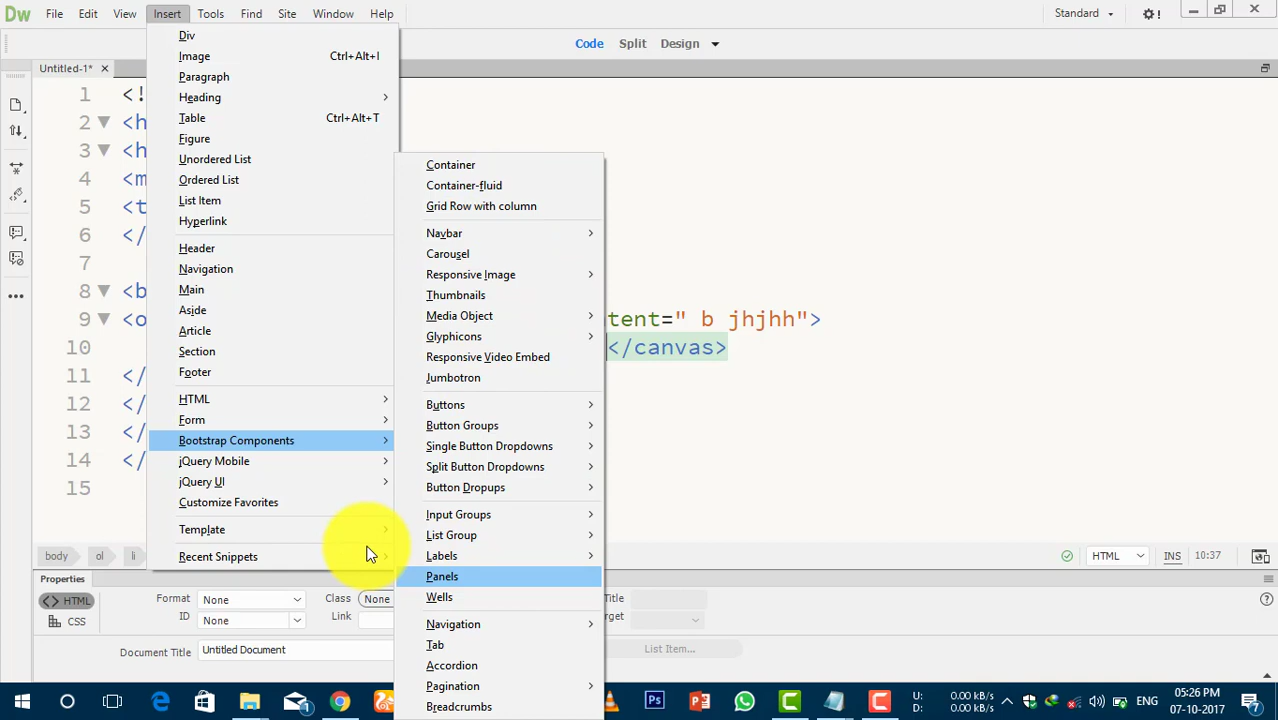 Dw File Edit View Insert Tools Find Site Window Help Standard
Code Split Design
Untitled-1*
Div
Image Ctrl+Alt+I
Paragraph
Heading
Table Ctrl+Alt+T
Figure
Unordered List
Ordered List
List Item
Hyperlink
Header
Navigation
Main
Aside
Article
Section
Footer
HTML
Form
Bootstrap Components
jQuery Mobile
jQuery UI
Customize Favorites
Template
Recent Snippets
Container
Container-fluid
Grid Row with column
Navbar
Carousel
Responsive Image
Thumbnails
Media Object
Glyphicons
Responsive Video Embed
Jumbotron
Buttons
Button Groups
Single Button Dropdowns
Split Button Dropdowns
Button Dropups
Input Groups
List Group
Labels
Panels
Wells
Navigation
Tab
Accordion
Pagination
Breadcrumbs
1 <!
2 <h
3 <h
4 <m
5 <t
6 </
7
8 <b
9 <o tent=" b jhjhh">
10 </canvas>
11 </
12 </
13 </
14 </
15
body ol li HTML INS 10:37
Properties
<> HTML Format None Class None Title
CSS ID None Link rget
Document Title Untitled Document List Item...
U: 0.00 kB/s
D: 0.00 kB/s
ENG
05:26 PM
07-10-2017
1
Ps
7